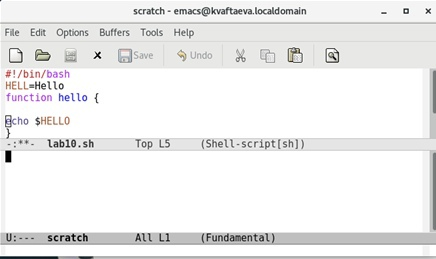 scratch - emacs@kvaftaeva.localdomain
File Edit Options Buffers Tools Help
Save Undo
#!/bin/bash
HELL=Hello
function hello {
echo $HELLO
}
-:**- lab10.sh Top L5 (Shell-script[sh])
U:--- scratch All L1 (Fundamental)